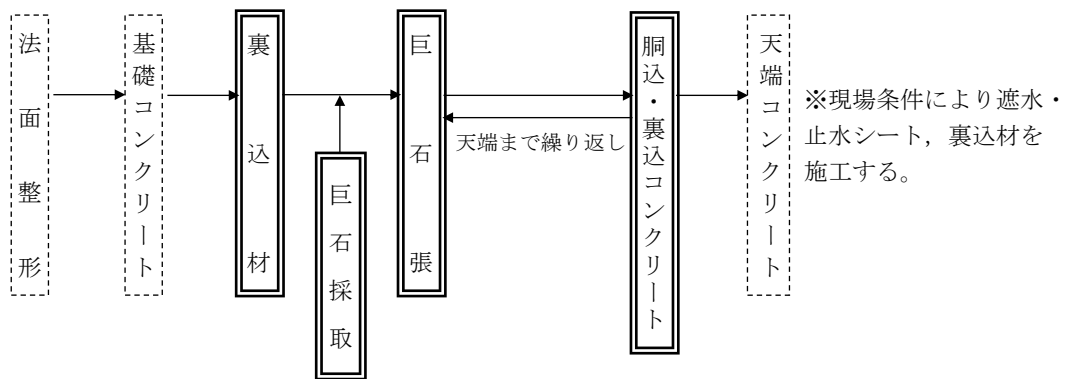 法面整形
基礎コンクリート
裏込材
巨石採取
巨石張
天端まで繰り返し
胴込・裏込コンクリート
天端コンクリート
※現場条件により遮水・
止水シート，裏込材を
施工する。